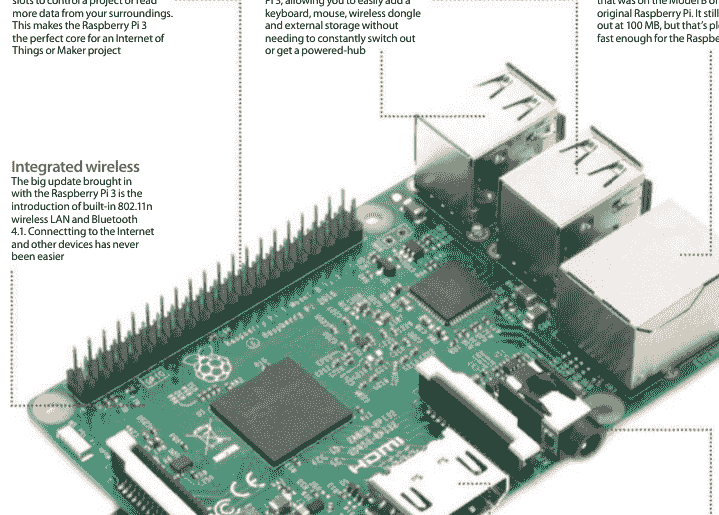 slots to control a project or read
more data from your surroundings.
This makes the Raspberry Pi 3
the perfect core for an Internet of
Things or Maker project
Pi 3, allowing you to easily add a
keyboard, mouse, wireless dongle
and external storage without
needing to constantly switch out
or get a powered-hub
that was on the Model B of
original Raspberry Pi. It still
out at 100 MB, but that's
fast enough for the
Integrated wireless
The big update brought in
with the Raspberry Pi 3 is the
introduction of built-in 802.11n
wireless LAN and Bluetooth
4.1. Connectting to the Internet
and other devices has never
been easier
HDMI